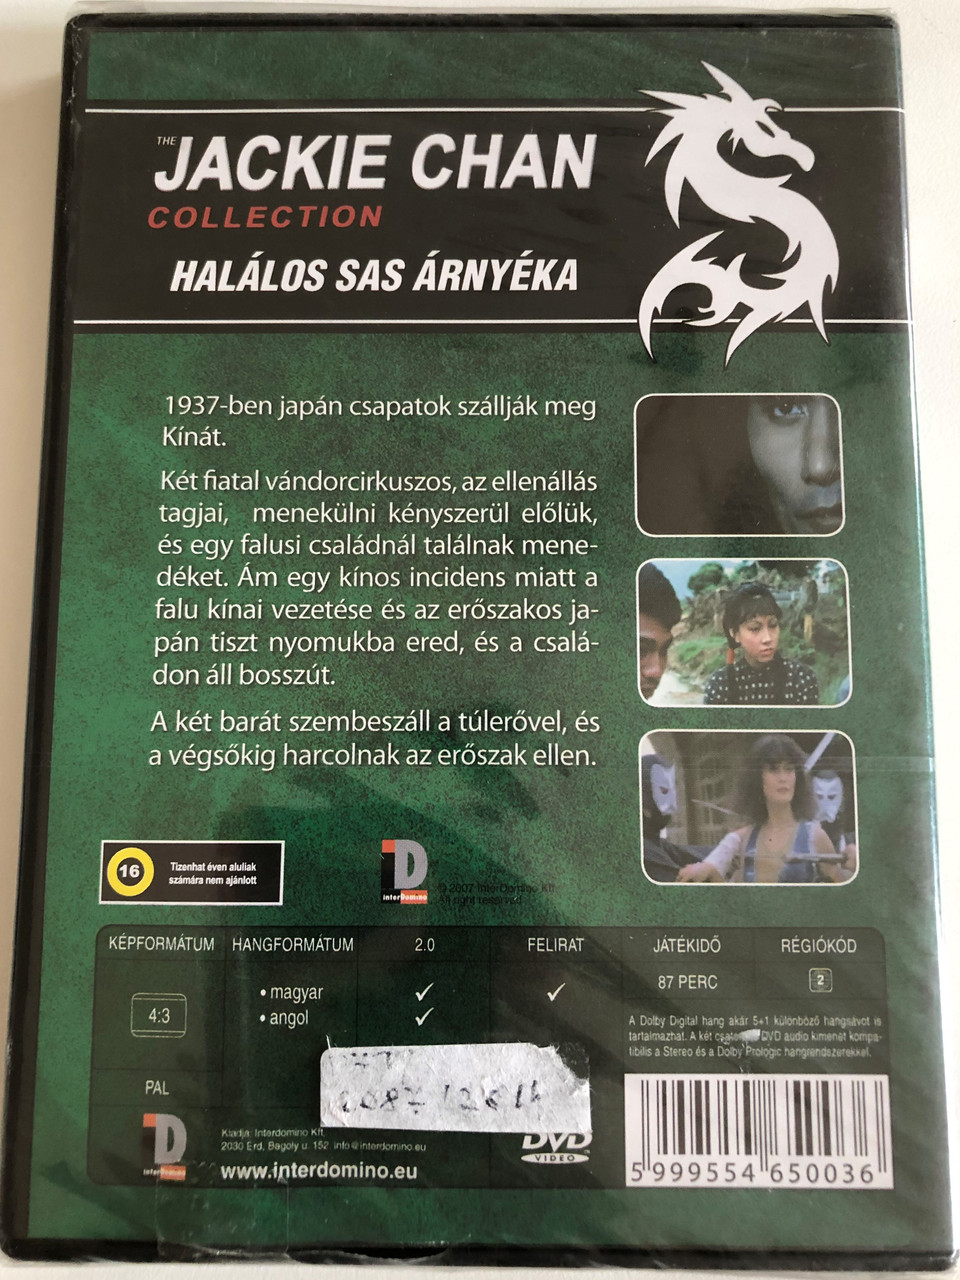 THE
JACKIE CHAN
COLLECTION
HALÁLOS SAS ÁRNYÉKA
1937-ben japán csapatok szállják meg
Kínát.
Két fiatal vándorcirkuszos, az ellenállás
tagjai, menekülni kényszerül előlük,
és egy falusi családnál találnak mene-
déket. Ám egy kínos incidens miatt a
falu kínai vezetése és az erőszakos ja-
pán tiszt nyomukba ered, és a csalá-
don áll bosszút.
A két barát szembeszáll a túlerővel, és
a végsőkig harcolnak az erőszak ellen.
16
Tizenhat éven aluliak
számára nem ajánlott
iD
interDomino
© 2007 InterDomino Kft.
All right reserved
KÉPFORMÁTUM HANGFORMÁTUM 2.0 FELIRAT JÁTÉKIDŐ RÉGIÓKÓD
4:3
• magyar ✓ ✓
• angol ✓
87 PERC
2
A Dolby Digital hang akár 5+1 különböző hangsávot is
tartalmazhat. A két DVD audio kimenet kompa-
tibilis a Stereo és a Dolby Prologic hangrendszerekkel.
PAL
iD
interDomino
Kiadja: Interdomino Kft.
2030 Érd, Bagoly u. 152. info@interdomino.eu
www.interdomino.eu
DVD
VIDEO
5 999554 650036